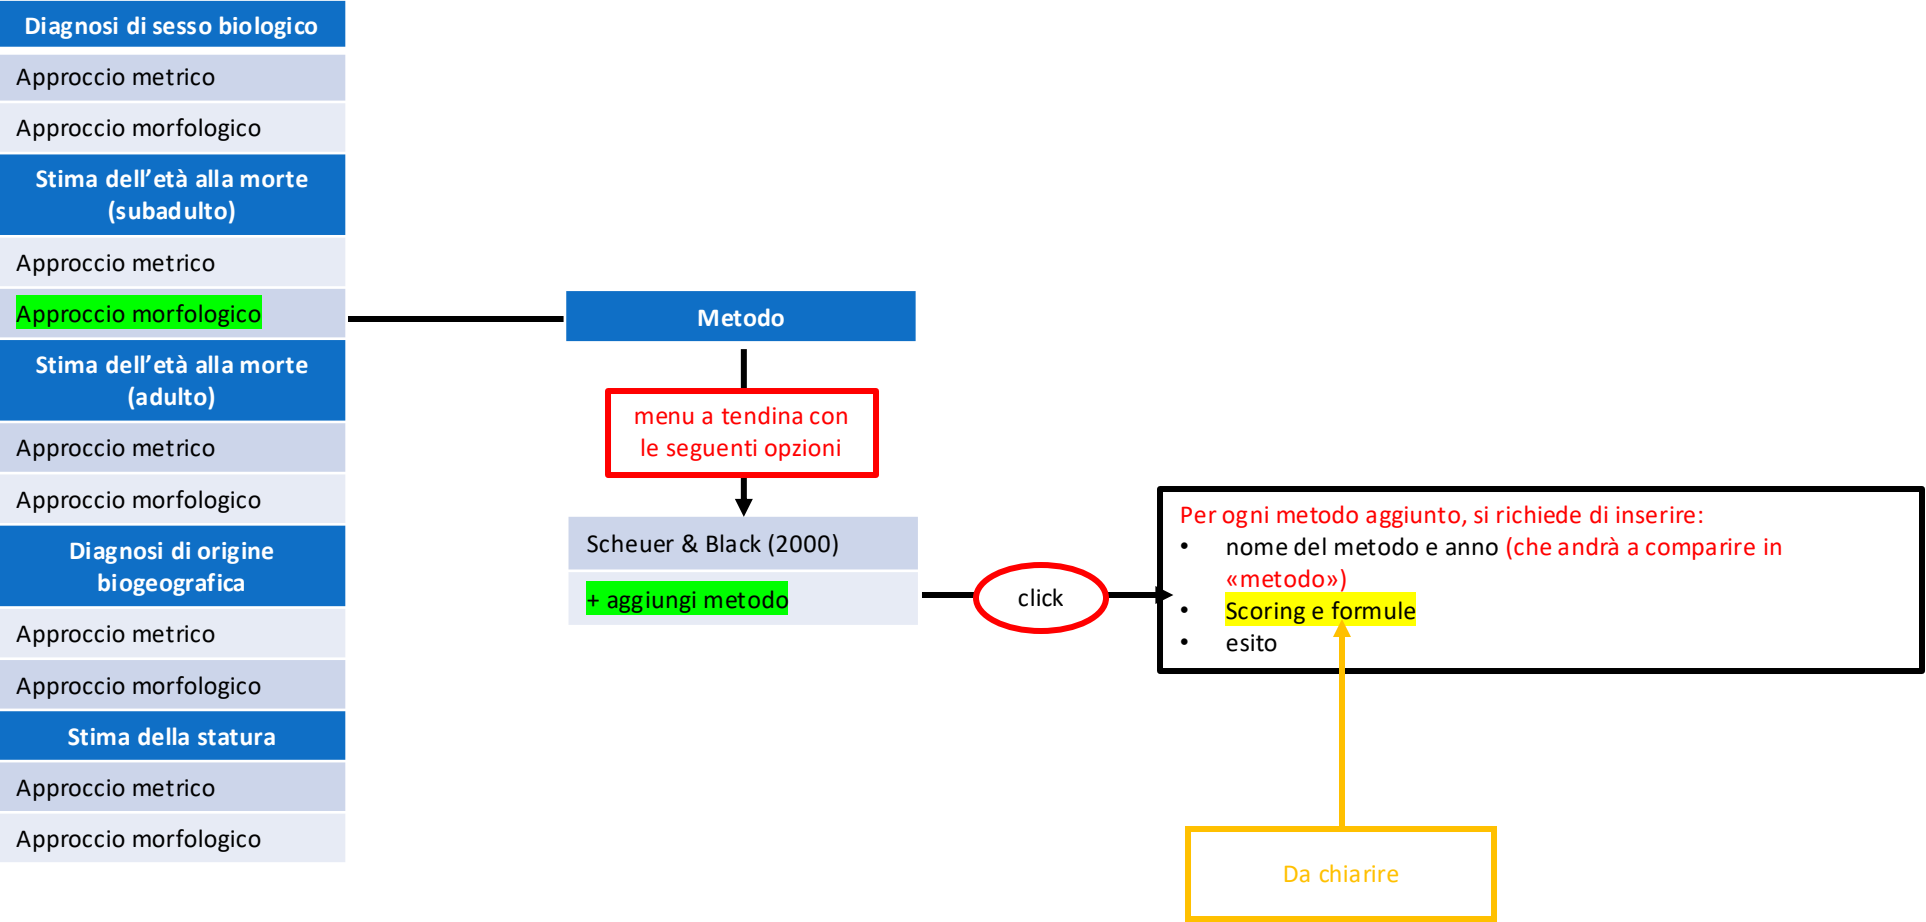 Diagnosi di sesso biologico
Approccio metrico
Approccio morfologico
Stima dell’età alla morte
(subadulto)
Approccio metrico
Approccio morfologico
Stima dell’età alla morte
(adulto)
Approccio metrico
Approccio morfologico
Diagnosi di origine
biogeografica
Approccio metrico
Approccio morfologico
Stima della statura
Approccio metrico
Approccio morfologico
Metodo
menu a tendina con
le seguenti opzioni
Scheuer & Black (2000)
+ aggiungi metodo
click
Per ogni metodo aggiunto, si richiede di inserire:
• nome del metodo e anno (che andrà a comparire in
«metodo»)
• Scoring e formule
• esito
Da chiarire